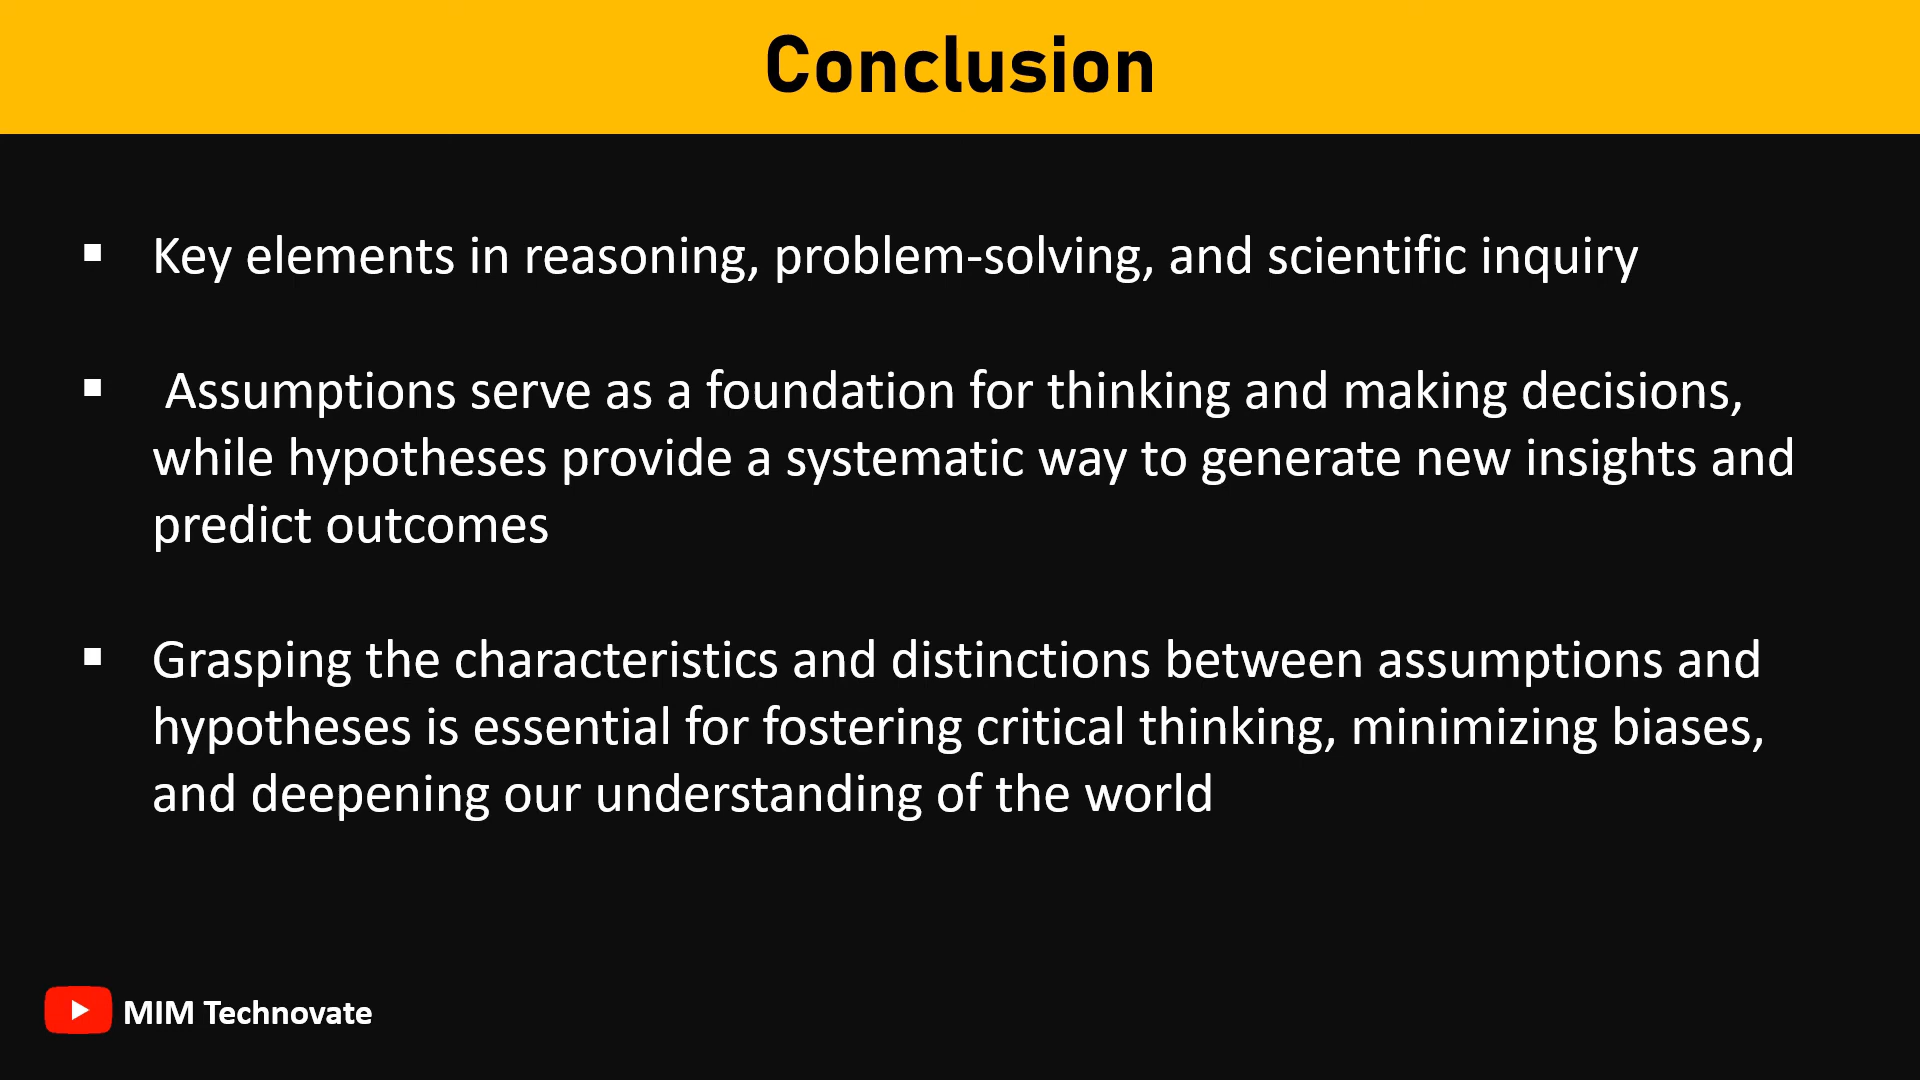 Conclusion
▪ Key elements in reasoning, problem-solving, and scientific inquiry
▪ Assumptions serve as a foundation for thinking and making decisions,
while hypotheses provide a systematic way to generate new insights and
predict outcomes
▪ Grasping the characteristics and distinctions between assumptions and
hypotheses is essential for fostering critical thinking, minimizing biases,
and deepening our understanding of the world
MIM Technovate